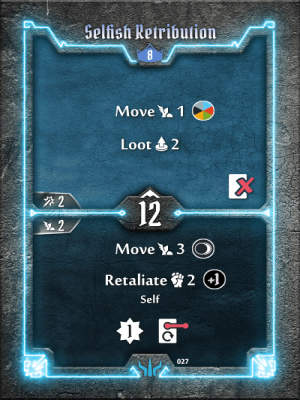 Selfish Retribution
8
Move 1
Loot 2
2
12
2
Move 3
Retaliate 2 +1
Self
1
027